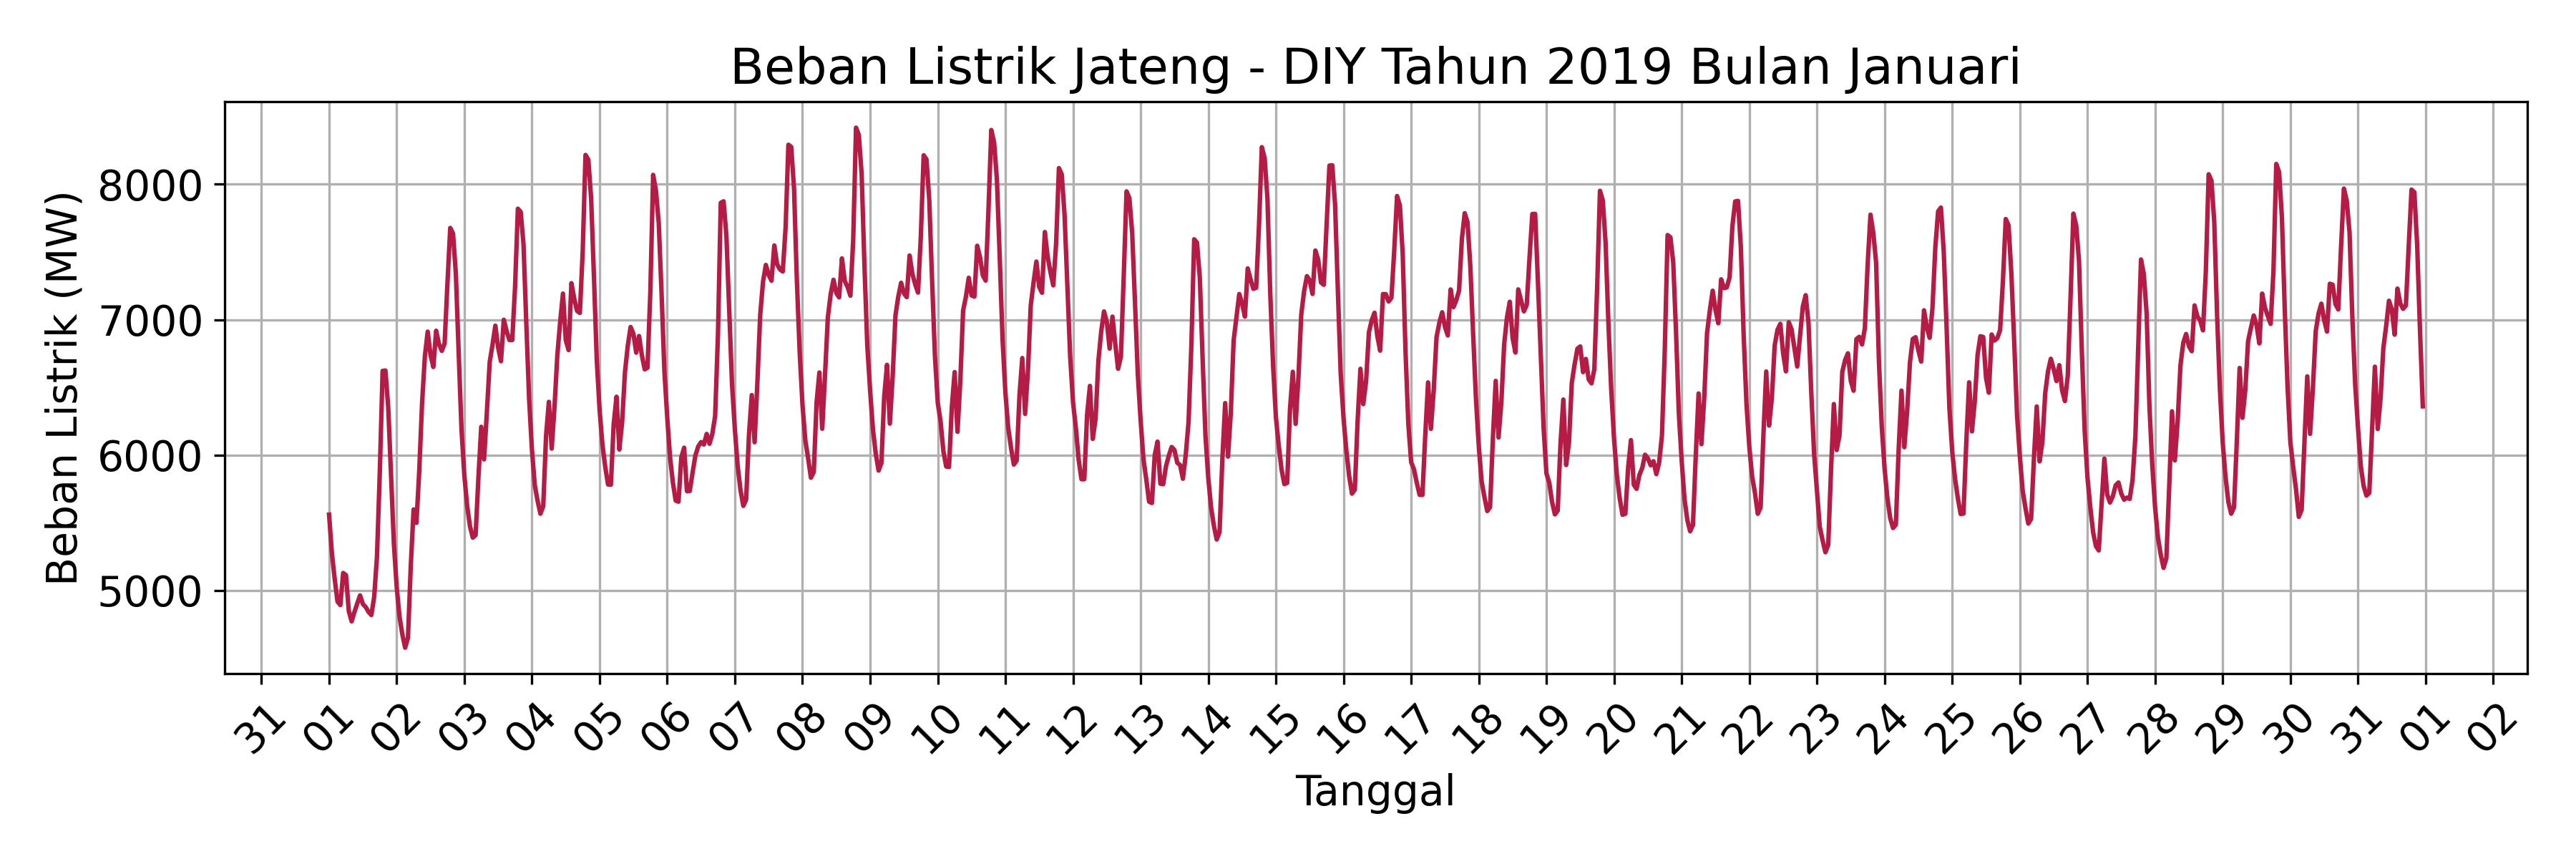 Beban Listrik Jateng - DIY Tahun 2019 Bulan Januari
Beban Listrik (MW)
8000
7000
6000
5000
31 01 02 03 04 05 06 07 08 09 10 11 12 13 14 15 16 17 18 19 20 21 22 23 24 25 26 27 28 29 30 31 01 02
Tanggal